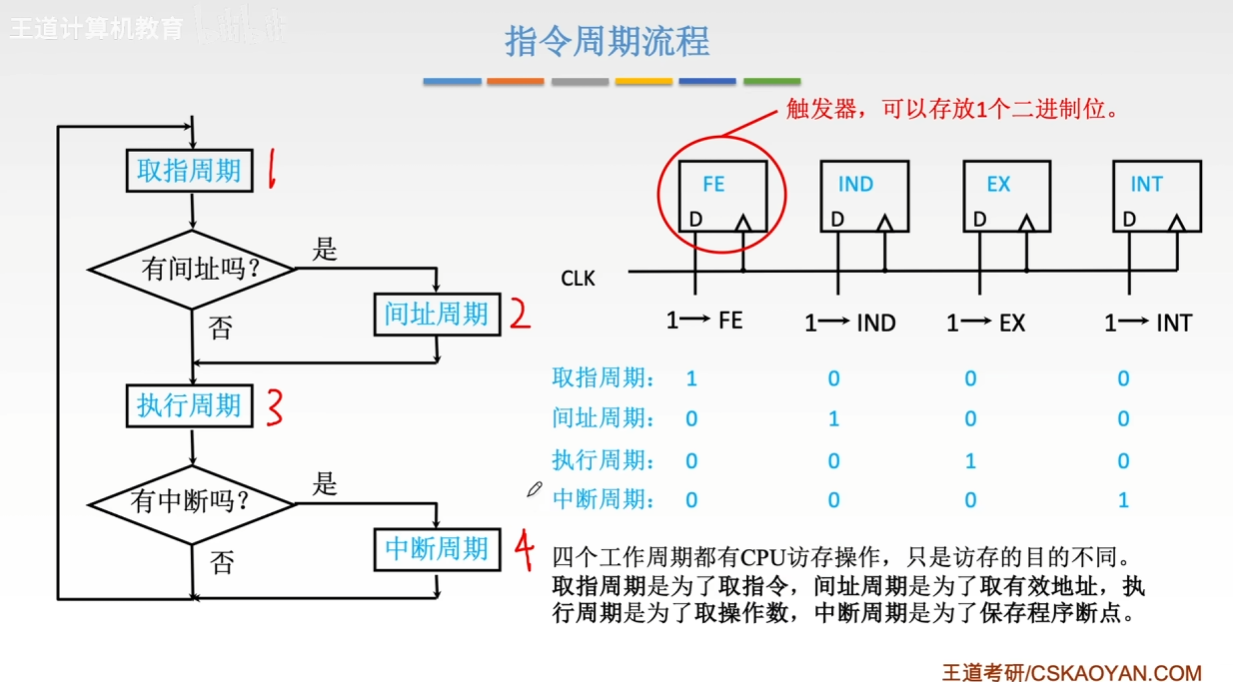 王道计算机教育
指令周期流程
触发器，可以存放1个二进制位。
取指周期 1
有间址吗？
是
否
间址周期 2
执行周期 3
有中断吗？
是
否
中断周期 4
FE IND EX INT
D D D D
CLK
1→ FE 1→ IND 1→ EX 1→ INT
取指周期： 1 0 0 0
间址周期： 0 1 0 0
执行周期： 0 0 1 0
中断周期： 0 0 0 1
四个工作周期都有CPU访存操作，只是访存的目的不同。
取指周期是为了取指令，间址周期是为了取有效地址，执
行周期是为了取操作数，中断周期是为了保存程序断点。
王道考研/CSKAOYAN.COM